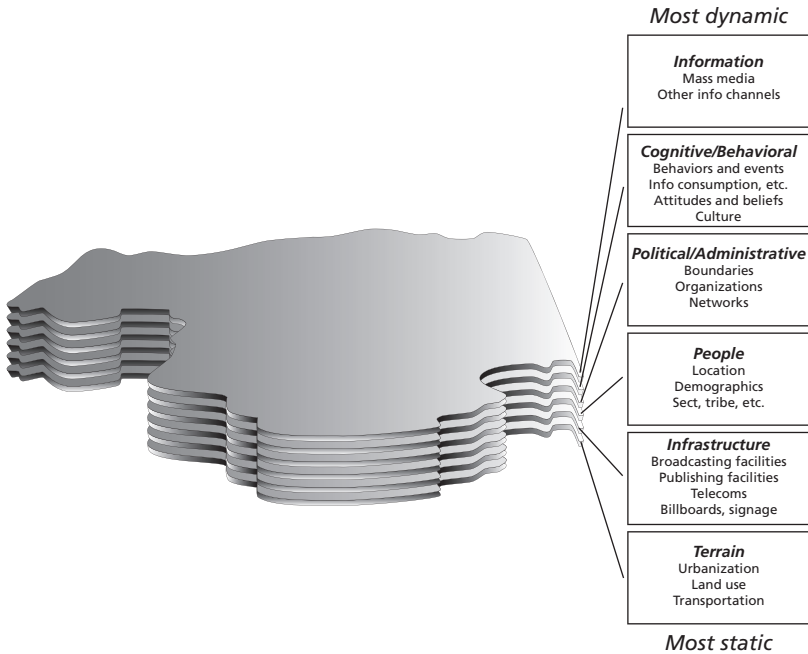 Most dynamic
Information
Mass media
Other info channels
Cognitive/Behavioral
Behaviors and events
Info consumption, etc.
Attitudes and beliefs
Culture
Political/Administrative
Boundaries
Organizations
Networks
People
Location
Demographics
Sect, tribe, etc.
Infrastructure
Broadcasting facilities
Publishing facilities
Telecoms
Billboards, signage
Terrain
Urbanization
Land use
Transportation
Most static